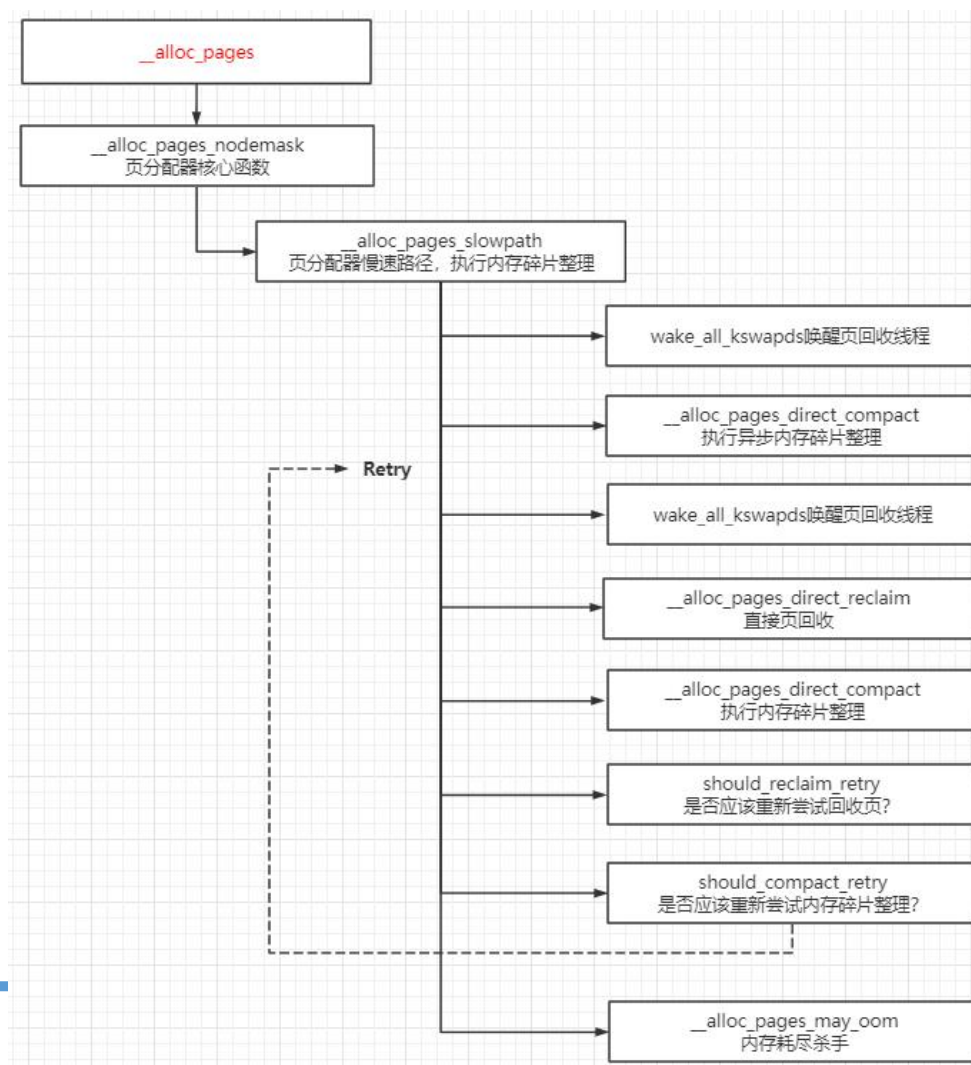 __alloc_pages
__alloc_pages_nodemask
页分配器核心函数
__alloc_pages_slowpath
页分配器慢速路径，执行内存碎片整理
wake_all_kswapds唤醒页回收线程
__alloc_pages_direct_compact
执行异步内存碎片整理
Retry
wake_all_kswapds唤醒页回收线程
__alloc_pages_direct_reclaim
直接页回收
__alloc_pages_direct_compact
执行内存碎片整理
should_reclaim_retry
是否应该重新尝试回收页？
should_compact_retry
是否应该重新尝试内存碎片整理？
__alloc_pages_may_oom
内存耗尽杀手